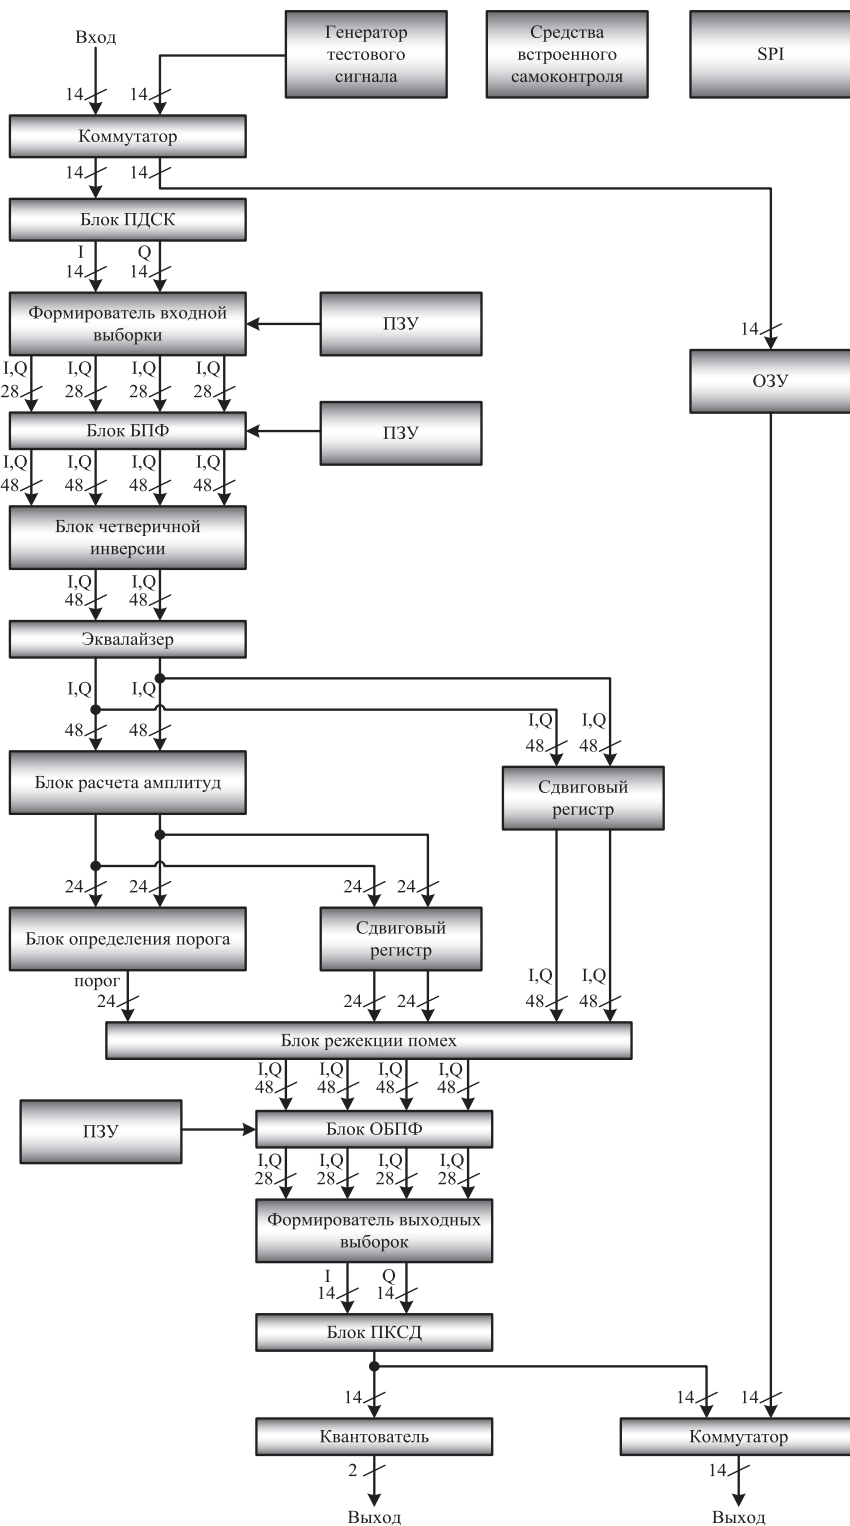 Вход
Генератор
тестового
сигнала
Средства
встроенного
самоконтроля
SPI
14 14
Коммутатор
14 14
Блок ПДСК
I Q
14 14
Формирователь входной
выборки
ПЗУ
14
I,Q I,Q I,Q I,Q
28 28 28 28
ОЗУ
Блок БПФ
ПЗУ
I,Q I,Q I,Q I,Q
48 48 48 48
Блок четверичной
инверсии
I,Q I,Q
48 48
Эквалайзер
I,Q I,Q
48 48
I,Q I,Q
48 48
Блок расчета амплитуд
Сдвиговый
регистр
24 24 24 24
Блок определения порога
Сдвиговый
регистр
порог
24
24 24
I,Q I,Q
48 48
Блок режекции помех
I,Q I,Q I,Q I,Q
48 48 48 48
ПЗУ
Блок ОБПФ
I,Q I,Q I,Q I,Q
28 28 28 28
Формирователь выходных
выборок
I Q
14 14
Блок ПКСД
14 14 14
Квантователь
Коммутатор
2 14
Выход Выход